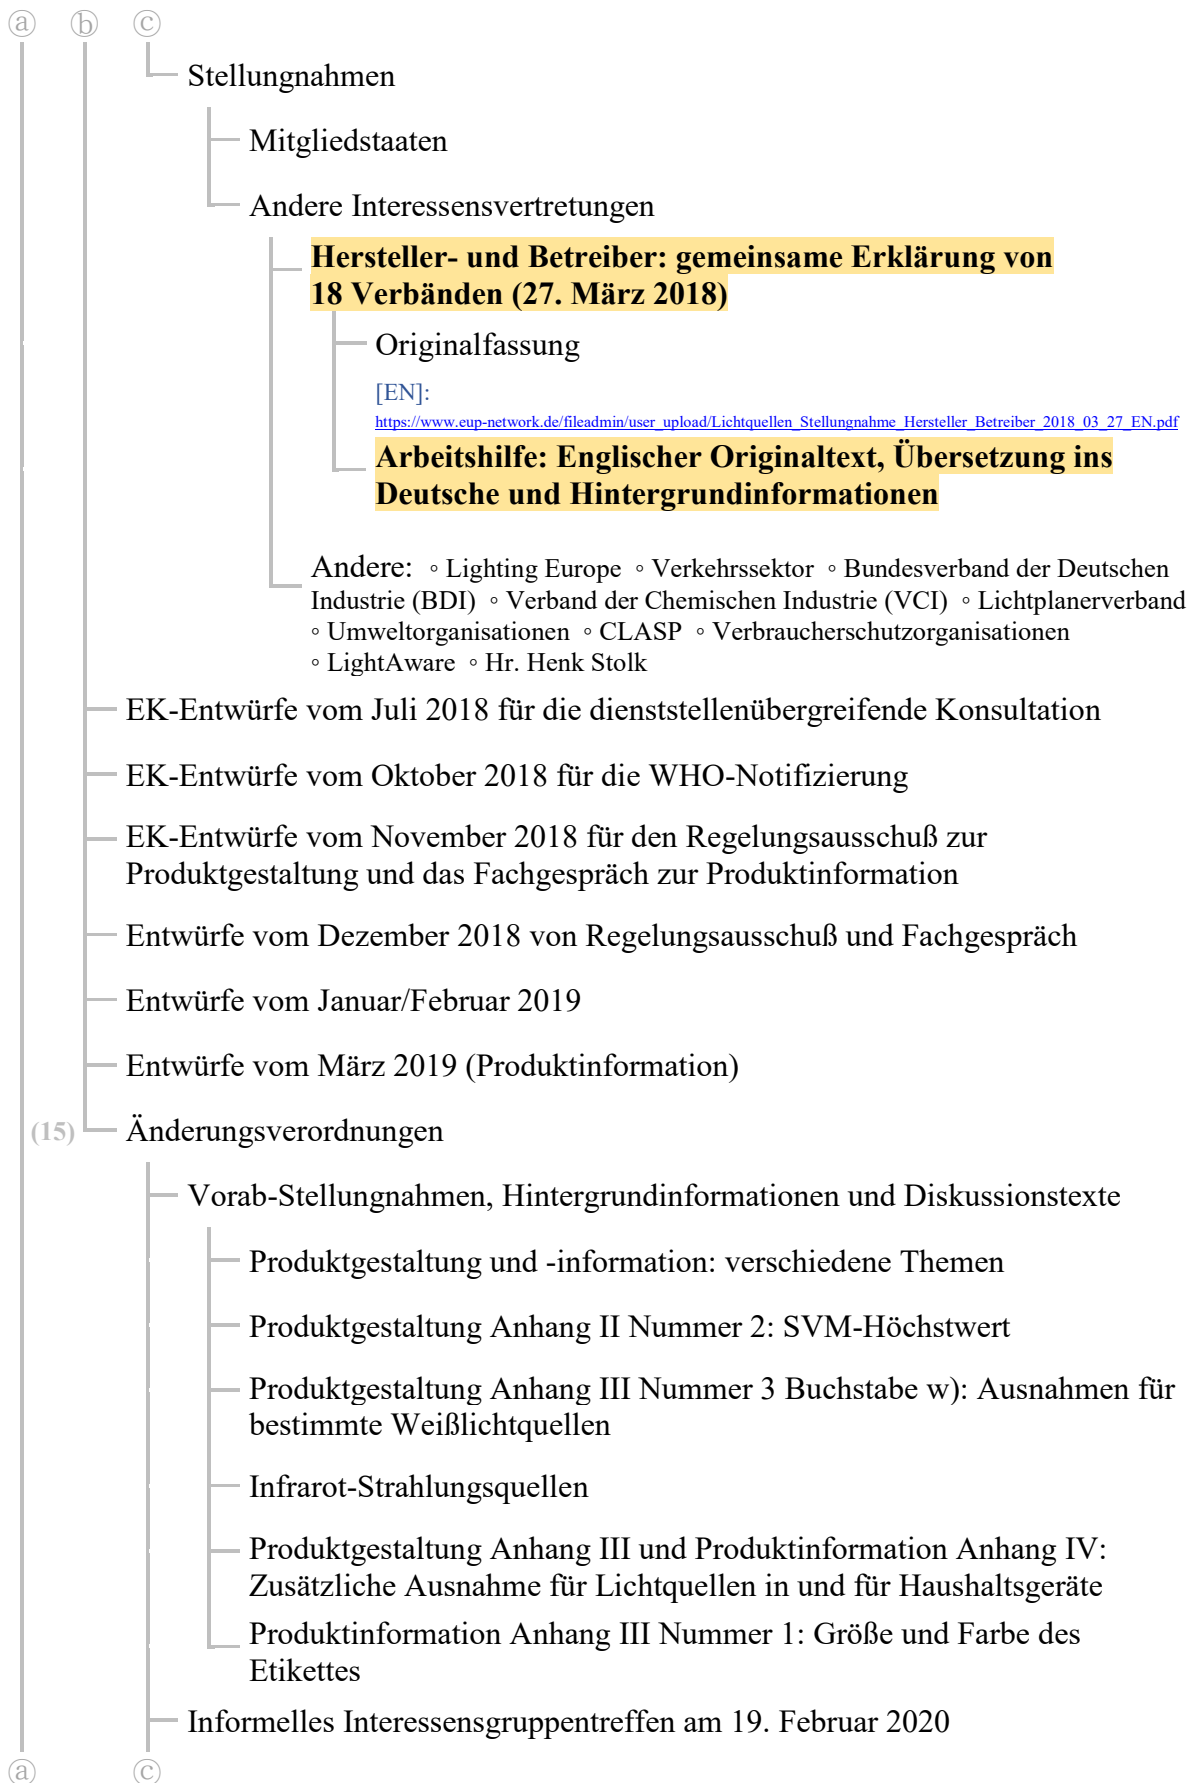 ⓐ ⓑ ⓒ
Stellungnahmen
Mitgliedstaaten
Andere Interessensvertretungen
Hersteller- und Betreiber: gemeinsame Erklärung von
18 Verbänden (27. März 2018)
Originalfassung
[EN]:
https://www.eup-network.de/fileadmin/user_upload/Lichtquellen_Stellungnahme_Hersteller_Betreiber_2018_03_27_EN.pdf
Arbeitshilfe: Englischer Originaltext, Übersetzung ins
Deutsche und Hintergrundinformationen
Andere: ◦ Lighting Europe ◦ Verkehrssektor ◦ Bundesverband der Deutschen
Industrie (BDI) ◦ Verband der Chemischen Industrie (VCI) ◦ Lichtplanerverband
◦ Umweltorganisationen ◦ CLASP ◦ Verbraucherschutzorganisationen
◦ LightAware ◦ Hr. Henk Stolk
EK-Entwürfe vom Juli 2018 für die dienststellenübergreifende Konsultation
EK-Entwürfe vom Oktober 2018 für die WHO-Notifizierung
EK-Entwürfe vom November 2018 für den Regelungsausschuß zur
Produktgestaltung und das Fachgespräch zur Produktinformation
Entwürfe vom Dezember 2018 von Regelungsausschuß und Fachgespräch
Entwürfe vom Januar/Februar 2019
Entwürfe vom März 2019 (Produktinformation)
(15) Änderungsverordnungen
Vorab-Stellungnahmen, Hintergrundinformationen und Diskussionstexte
Produktgestaltung und -information: verschiedene Themen
Produktgestaltung Anhang II Nummer 2: SVM-Höchstwert
Produktgestaltung Anhang III Nummer 3 Buchstabe w): Ausnahmen für
bestimmte Weißlichtquellen
Infrarot-Strahlungsquellen
Produktgestaltung Anhang III und Produktinformation Anhang IV:
Zusätzliche Ausnahme für Lichtquellen in und für Haushaltsgeräte
Produktinformation Anhang III Nummer 1: Größe und Farbe des
Etikettes
Informelles Interessensgruppentreffen am 19. Februar 2020
ⓐ ⓒ